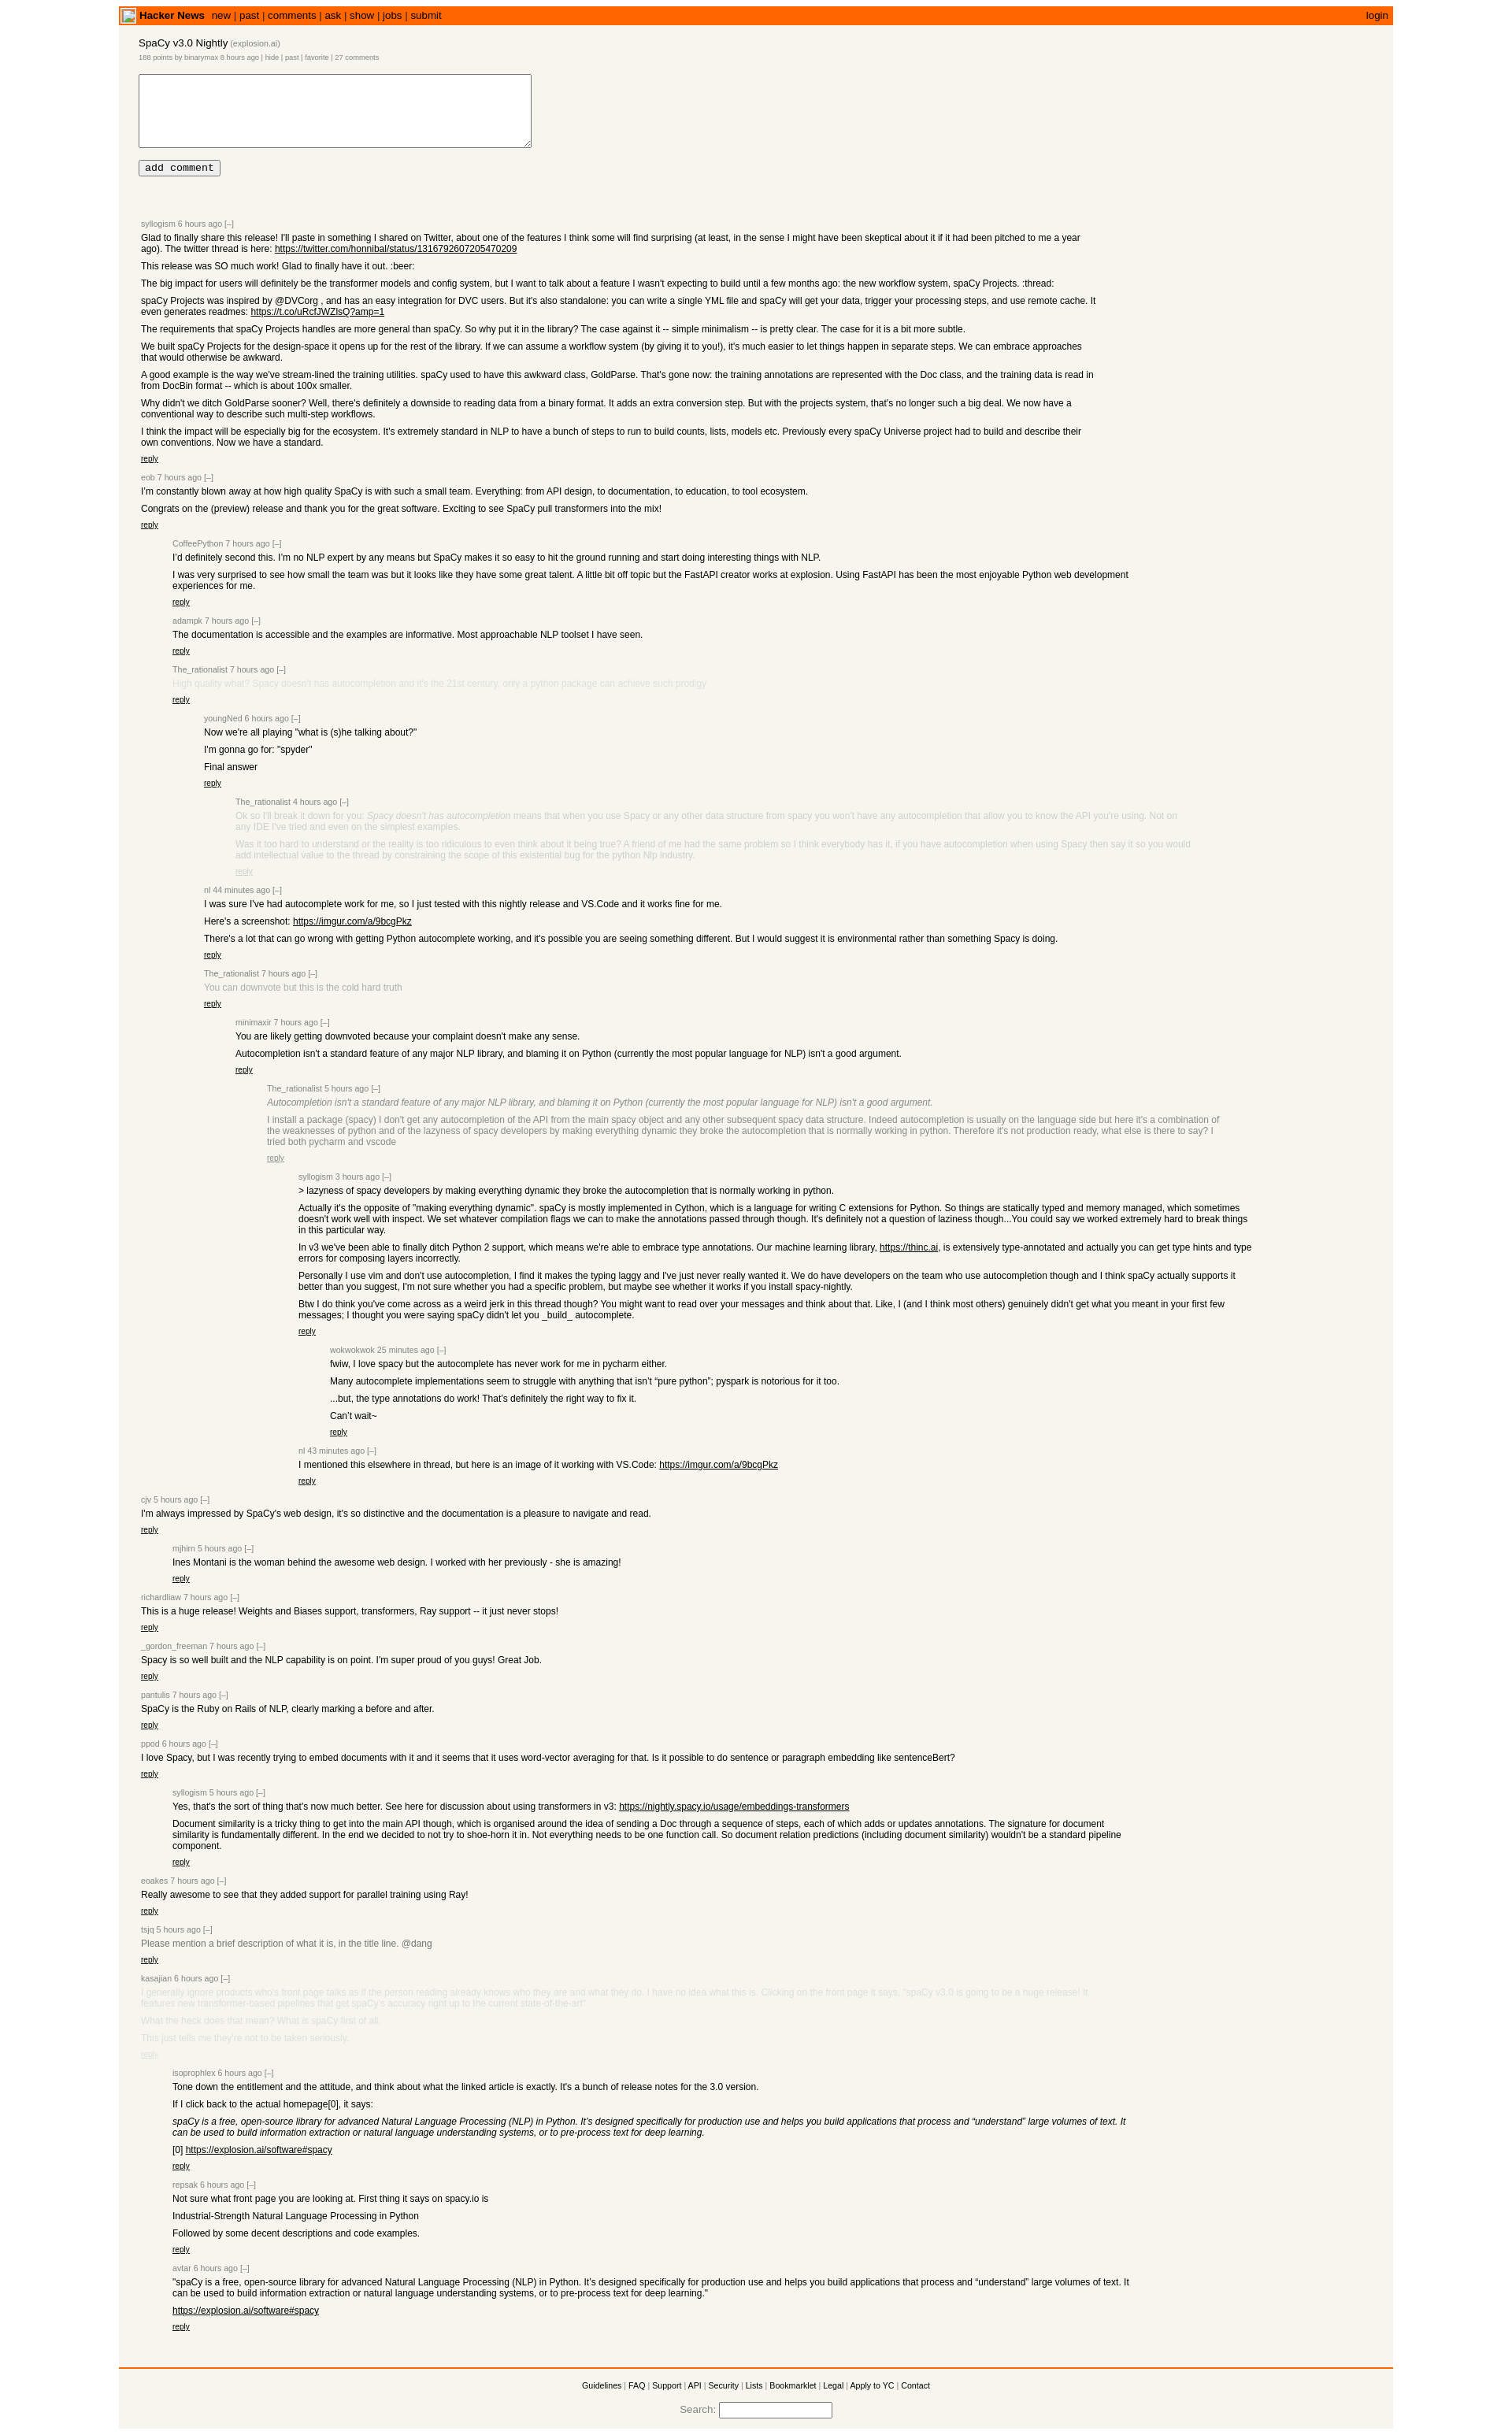 Hacker News new | past | comments | ask | show | jobs | submit login
SpaCy v3.0 Nightly (explosion.ai)
188 points by binarymax 8 hours ago | hide | past | favorite | 27 comments
add comment
syllogism 6 hours ago [–]
Glad to finally share this release! I'll paste in something I shared on Twitter, about one of the features I think some will find surprising (at least, in the sense I might have been skeptical about it if it had been pitched to me a year
ago). The twitter thread is here: https://twitter.com/honnibal/status/1316792607205470209
This release was SO much work! Glad to finally have it out. :beer:
The big impact for users will definitely be the transformer models and config system, but I want to talk about a feature I wasn't expecting to build until a few months ago: the new workflow system, spaCy Projects. :thread:
spaCy Projects was inspired by @DVCorg , and has an easy integration for DVC users. But it's also standalone: you can write a single YML file and spaCy will get your data, trigger your processing steps, and use remote cache. It
even generates readmes: https://t.co/uRcfJWZlsQ?amp=1
The requirements that spaCy Projects handles are more general than spaCy. So why put it in the library? The case against it -- simple minimalism -- is pretty clear. The case for it is a bit more subtle.
We built spaCy Projects for the design-space it opens up for the rest of the library. If we can assume a workflow system (by giving it to you!), it's much easier to let things happen in separate steps. We can embrace approaches
that would otherwise be awkward.
A good example is the way we've stream-lined the training utilities. spaCy used to have this awkward class, GoldParse. That's gone now: the training annotations are represented with the Doc class, and the training data is read in
from DocBin format -- which is about 100x smaller.
Why didn't we ditch GoldParse sooner? Well, there's definitely a downside to reading data from a binary format. It adds an extra conversion step. But with the projects system, that's no longer such a big deal. We now have a
conventional way to describe such multi-step workflows.
I think the impact will be especially big for the ecosystem. It's extremely standard in NLP to have a bunch of steps to run to build counts, lists, models etc. Previously every spaCy Universe project had to build and describe their
own conventions. Now we have a standard.
reply
eob 7 hours ago [–]
I'm constantly blown away at how high quality SpaCy is with such a small team. Everything: from API design, to documentation, to education, to tool ecosystem.
Congrats on the (preview) release and thank you for the great software. Exciting to see SpaCy pull transformers into the mix!
reply
CoffeePython 7 hours ago [–]
I'd definitely second this. I'm no NLP expert by any means but SpaCy makes it so easy to hit the ground running and start doing interesting things with NLP.
I was very surprised to see how small the team was but it looks like they have some great talent. A little bit off topic but the FastAPI creator works at explosion. Using FastAPI has been the most enjoyable Python web development
experiences for me.
reply
adampk 7 hours ago [–]
The documentation is accessible and the examples are informative. Most approachable NLP toolset I have seen.
reply
The_rationalist 7 hours ago [–]
High quality what? Spacy doesn't has autocompletion and it's the 21st century, only a python package can achieve such prodigy
reply
youngNed 6 hours ago [–]
Now we're all playing "what is (s)he talking about?"
I'm gonna go for: "spyder"
Final answer
reply
The_rationalist 4 hours ago [–]
Ok so I'll break it down for you: Spacy doesn't has autocompletion means that when you use Spacy or any other data structure from spacy you won't have any autocompletion that allow you to know the API you're using. Not on
any IDE I've tried and even on the simplest examples.
Was it too hard to understand or the reality is too ridiculous to even think about it being true? A friend of me had the same problem so I think everybody has it, if you have autocompletion when using Spacy then say it so you would
add intellectual value to the thread by constraining the scope of this existential bug for the python Nlp industry.
reply
nl 44 minutes ago [–]
I was sure I've had autocomplete work for me, so I just tested with this nightly release and VS.Code and it works fine for me.
Here's a screenshot: https://imgur.com/a/9bcgPkz
There's a lot that can go wrong with getting Python autocomplete working, and it's possible you are seeing something different. But I would suggest it is environmental rather than something Spacy is doing.
reply
The_rationalist 7 hours ago [–]
You can downvote but this is the cold hard truth
reply
minimaxir 7 hours ago [–]
You are likely getting downvoted because your complaint doesn't make any sense.
Autocompletion isn't a standard feature of any major NLP library, and blaming it on Python (currently the most popular language for NLP) isn't a good argument.
reply
The_rationalist 5 hours ago [–]
Autocompletion isn't a standard feature of any major NLP library, and blaming it on Python (currently the most popular language for NLP) isn't a good argument.
I install a package (spacy) I don't get any autocompletion of the API from the main spacy object and any other subsequent spacy data structure. Indeed autocompletion is usually on the language side but here it's a combination of
the weaknesses of python and of the lazyness of spacy developers by making everything dynamic they broke the autocompletion that is normally working in python. Therefore it's not production ready, what else is there to say? I
tried both pycharm and vscode
reply
syllogism 3 hours ago [–]
> lazyness of spacy developers by making everything dynamic they broke the autocompletion that is normally working in python.
Actually it's the opposite of "making everything dynamic". spaCy is mostly implemented in Cython, which is a language for writing C extensions for Python. So things are statically typed and memory managed, which sometimes
doesn't work well with inspect. We set whatever compilation flags we can to make the annotations passed through though. It's definitely not a question of laziness though...You could say we worked extremely hard to break things
in this particular way.
In v3 we've been able to finally ditch Python 2 support, which means we're able to embrace type annotations. Our machine learning library, https://thinc.ai, is extensively type-annotated and actually you can get type hints and type
errors for composing layers incorrectly.
Personally I use vim and don't use autocompletion, I find it makes the typing laggy and I've just never really wanted it. We do have developers on the team who use autocompletion though and I think spaCy actually supports it
better than you suggest, I'm not sure whether you had a specific problem, but maybe see whether it works if you install spacy-nightly.
Btw I do think you've come across as a weird jerk in this thread though? You might want to read over your messages and think about that. Like, I (and I think most others) genuinely didn't get what you meant in your first few
messages; I thought you were saying spaCy didn't let you _build_ autocomplete.
reply
wokwokwok 25 minutes ago [–]
fwiw, I love spacy but the autocomplete has never work for me in pycharm either.
Many autocomplete implementations seem to struggle with anything that isn't “pure python”; pyspark is notorious for it too.
...but, the type annotations do work! That's definitely the right way to fix it.
Can't wait~
reply
nl 43 minutes ago [–]
I mentioned this elsewhere in thread, but here is an image of it working with VS.Code: https://imgur.com/a/9bcgPkz
reply
cjv 5 hours ago [–]
I'm always impressed by SpaCy's web design, it's so distinctive and the documentation is a pleasure to navigate and read.
reply
mjhirn 5 hours ago [–]
Ines Montani is the woman behind the awesome web design. I worked with her previously - she is amazing!
reply
richardliaw 7 hours ago [–]
This is a huge release! Weights and Biases support, transformers, Ray support -- it just never stops!
reply
_gordon_freeman 7 hours ago [–]
Spacy is so well built and the NLP capability is on point. I'm super proud of you guys! Great Job.
reply
pantulis 7 hours ago [–]
SpaCy is the Ruby on Rails of NLP, clearly marking a before and after.
reply
ppod 6 hours ago [–]
I love Spacy, but I was recently trying to embed documents with it and it seems that it uses word-vector averaging for that. Is it possible to do sentence or paragraph embedding like sentenceBert?
reply
syllogism 5 hours ago [–]
Yes, that's the sort of thing that's now much better. See here for discussion about using transformers in v3: https://nightly.spacy.io/usage/embeddings-transformers
Document similarity is a tricky thing to get into the main API though, which is organised around the idea of sending a Doc through a sequence of steps, each of which adds or updates annotations. The signature for document
similarity is fundamentally different. In the end we decided to not try to shoe-horn it in. Not everything needs to be one function call. So document relation predictions (including document similarity) wouldn't be a standard pipeline
component.
reply
eoakes 7 hours ago [–]
Really awesome to see that they added support for parallel training using Ray!
reply
tsjq 5 hours ago [–]
Please mention a brief description of what it is, in the title line. @dang
reply
kasajian 6 hours ago [–]
I generally ignore products who's front page talks as if the person reading already knows who they are and what they do. I have no idea what this is. Clicking on the front page it says, "spaCy v3.0 is going to be a huge release! It
features new transformer-based pipelines that get spaCy's accuracy right up to the current state-of-the-art"
What the heck does that mean? What is spaCy first of all.
This just tells me they're not to be taken seriously.
reply
isoprophlex 6 hours ago [–]
Tone down the entitlement and the attitude, and think about what the linked article is exactly. It's a bunch of release notes for the 3.0 version.
If I click back to the actual homepage[0], it says:
spaCy is a free, open-source library for advanced Natural Language Processing (NLP) in Python. It's designed specifically for production use and helps you build applications that process and “understand” large volumes of text. It
can be used to build information extraction or natural language understanding systems, or to pre-process text for deep learning.
[0] https://explosion.ai/software#spacy
reply
repsak 6 hours ago [–]
Not sure what front page you are looking at. First thing it says on spacy.io is
Industrial-Strength Natural Language Processing in Python
Followed by some decent descriptions and code examples.
reply
avtar 6 hours ago [–]
"spaCy is a free, open-source library for advanced Natural Language Processing (NLP) in Python. It's designed specifically for production use and helps you build applications that process and “understand” large volumes of text. It
can be used to build information extraction or natural language understanding systems, or to pre-process text for deep learning."
https://explosion.ai/software#spacy
reply
Guidelines | FAQ | Support | API | Security | Lists | Bookmarklet | Legal | Apply to YC | Contact
Search: